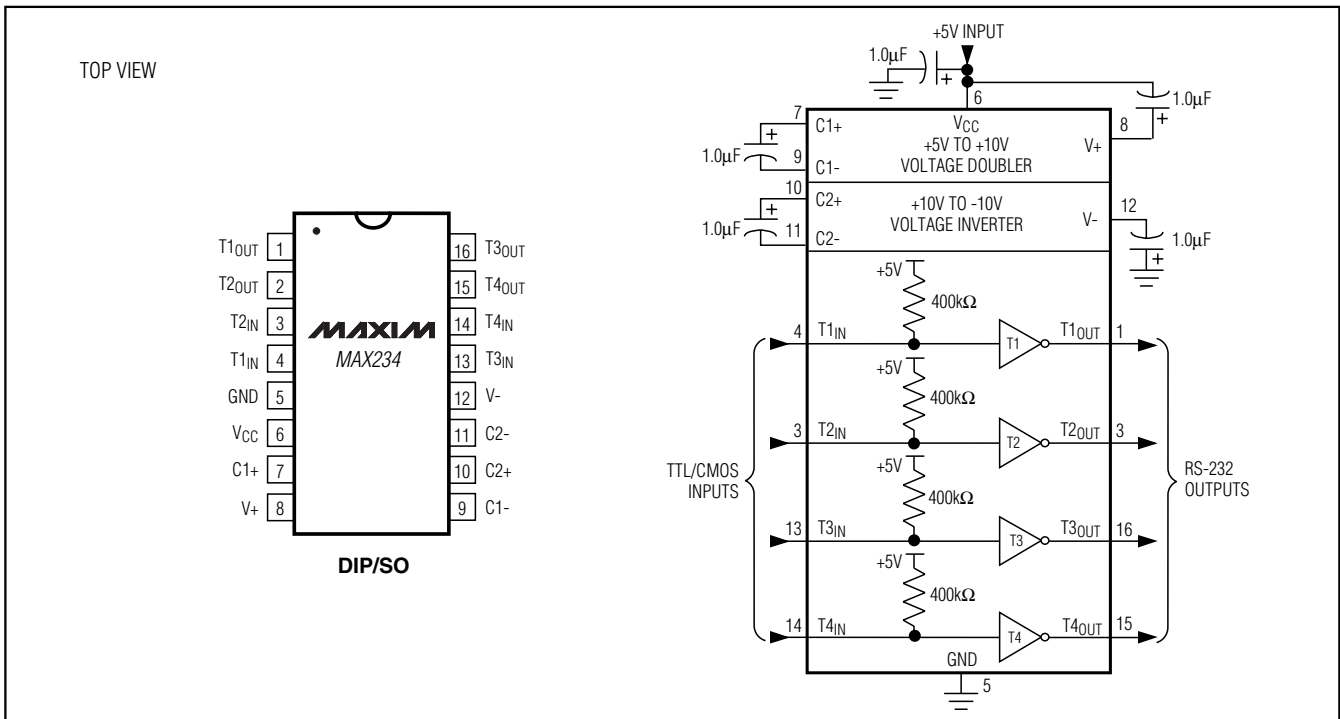 TOP VIEW
T1OUT 1
T2OUT 2
T2IN 3
T1IN 4
GND 5
VCC 6
C1+ 7
V+ 8
16 T3OUT
15 T4OUT
14 T4IN
13 T3IN
12 V-
11 C2-
10 C2+
9 C1-
MAXIM
MAX234
DIP/SO
+5V INPUT
1.0µF
+
6
1.0µF
+
7
C1+
VCC
+5V TO +10V
VOLTAGE DOUBLER
V+
8
1.0µF
+
9
C1-
10
C2+
+10V TO -10V
VOLTAGE INVERTER
V-
12
1.0µF
+
11
C2-
1.0µF
+
+5V
400kΩ
4 T1IN
T1
T1OUT 1
+5V
400kΩ
3 T2IN
T2
T2OUT 3
TTL/CMOS
INPUTS
RS-232
OUTPUTS
+5V
400kΩ
13 T3IN
T3
T3OUT 16
+5V
400kΩ
14 T4IN
T4
T4OUT 15
GND
5